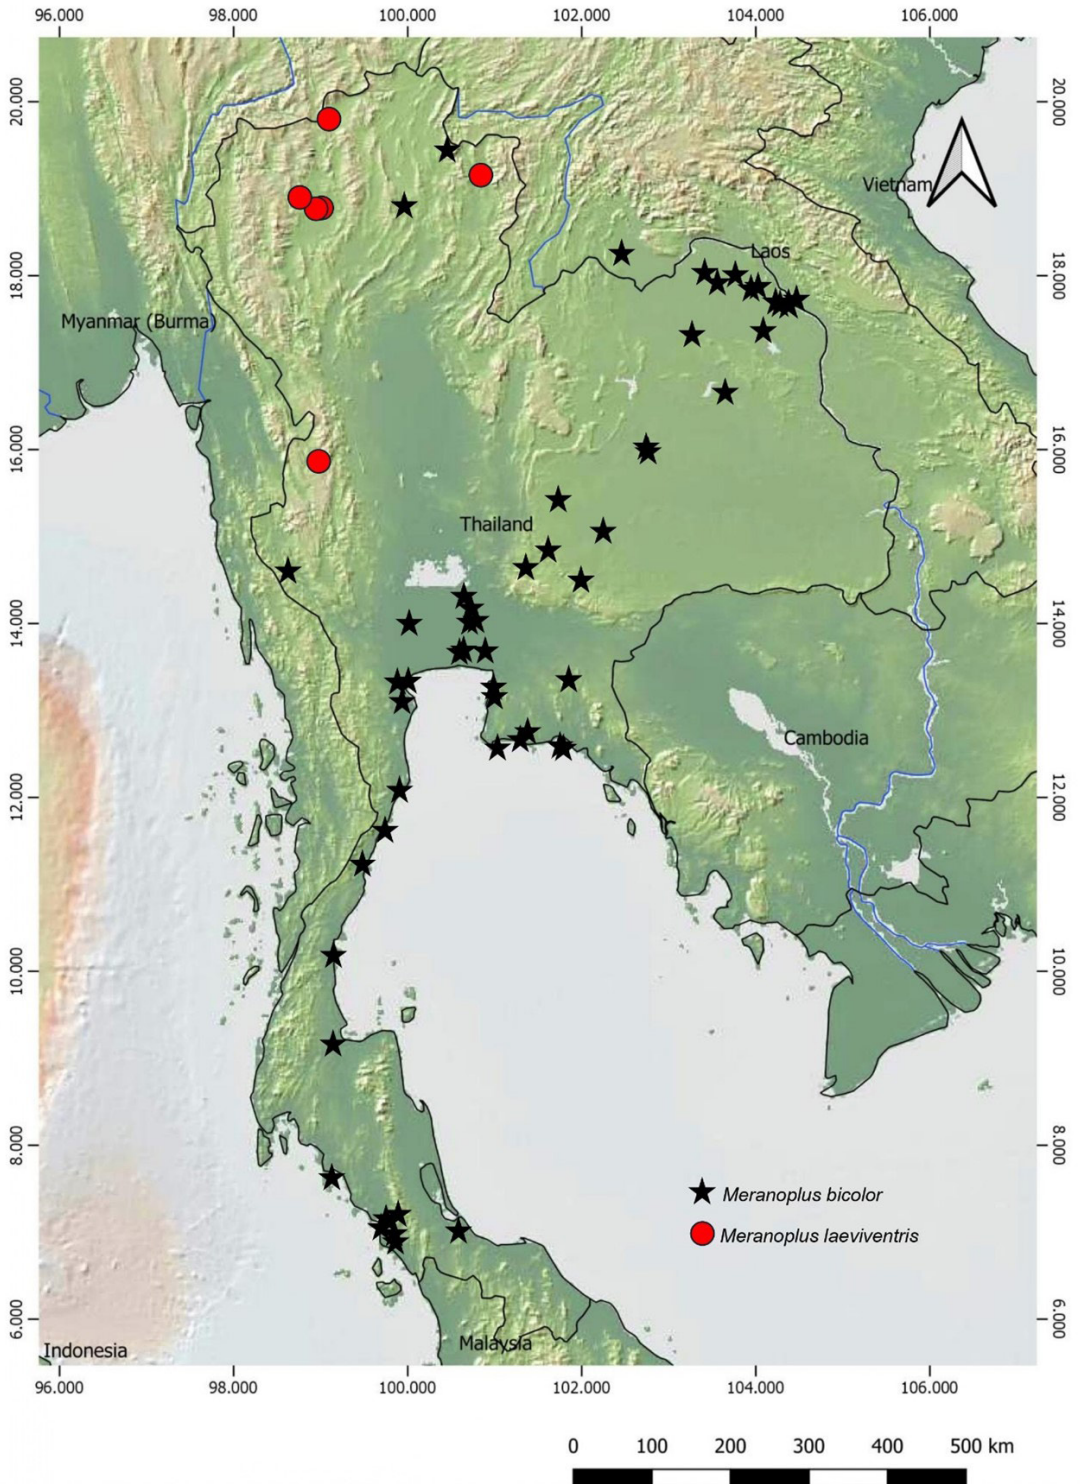 96.000 98.000 100.000 102.000 104.000 106.000
20.000 20.000
Vietnam
Laos
18.000 18.000
Myanmar (Burma)
16.000 16.000
Thailand
14.000 14.000
Cambodia
12.000 12.000
10.000 10.000
8.000 8.000
Meranoplus bicolor
Meranoplus laeviventris
6.000 6.000
Malaysia
Indonesia
96.000 98.000 100.000 102.000 104.000 106.000
0 100 200 300 400 500 km